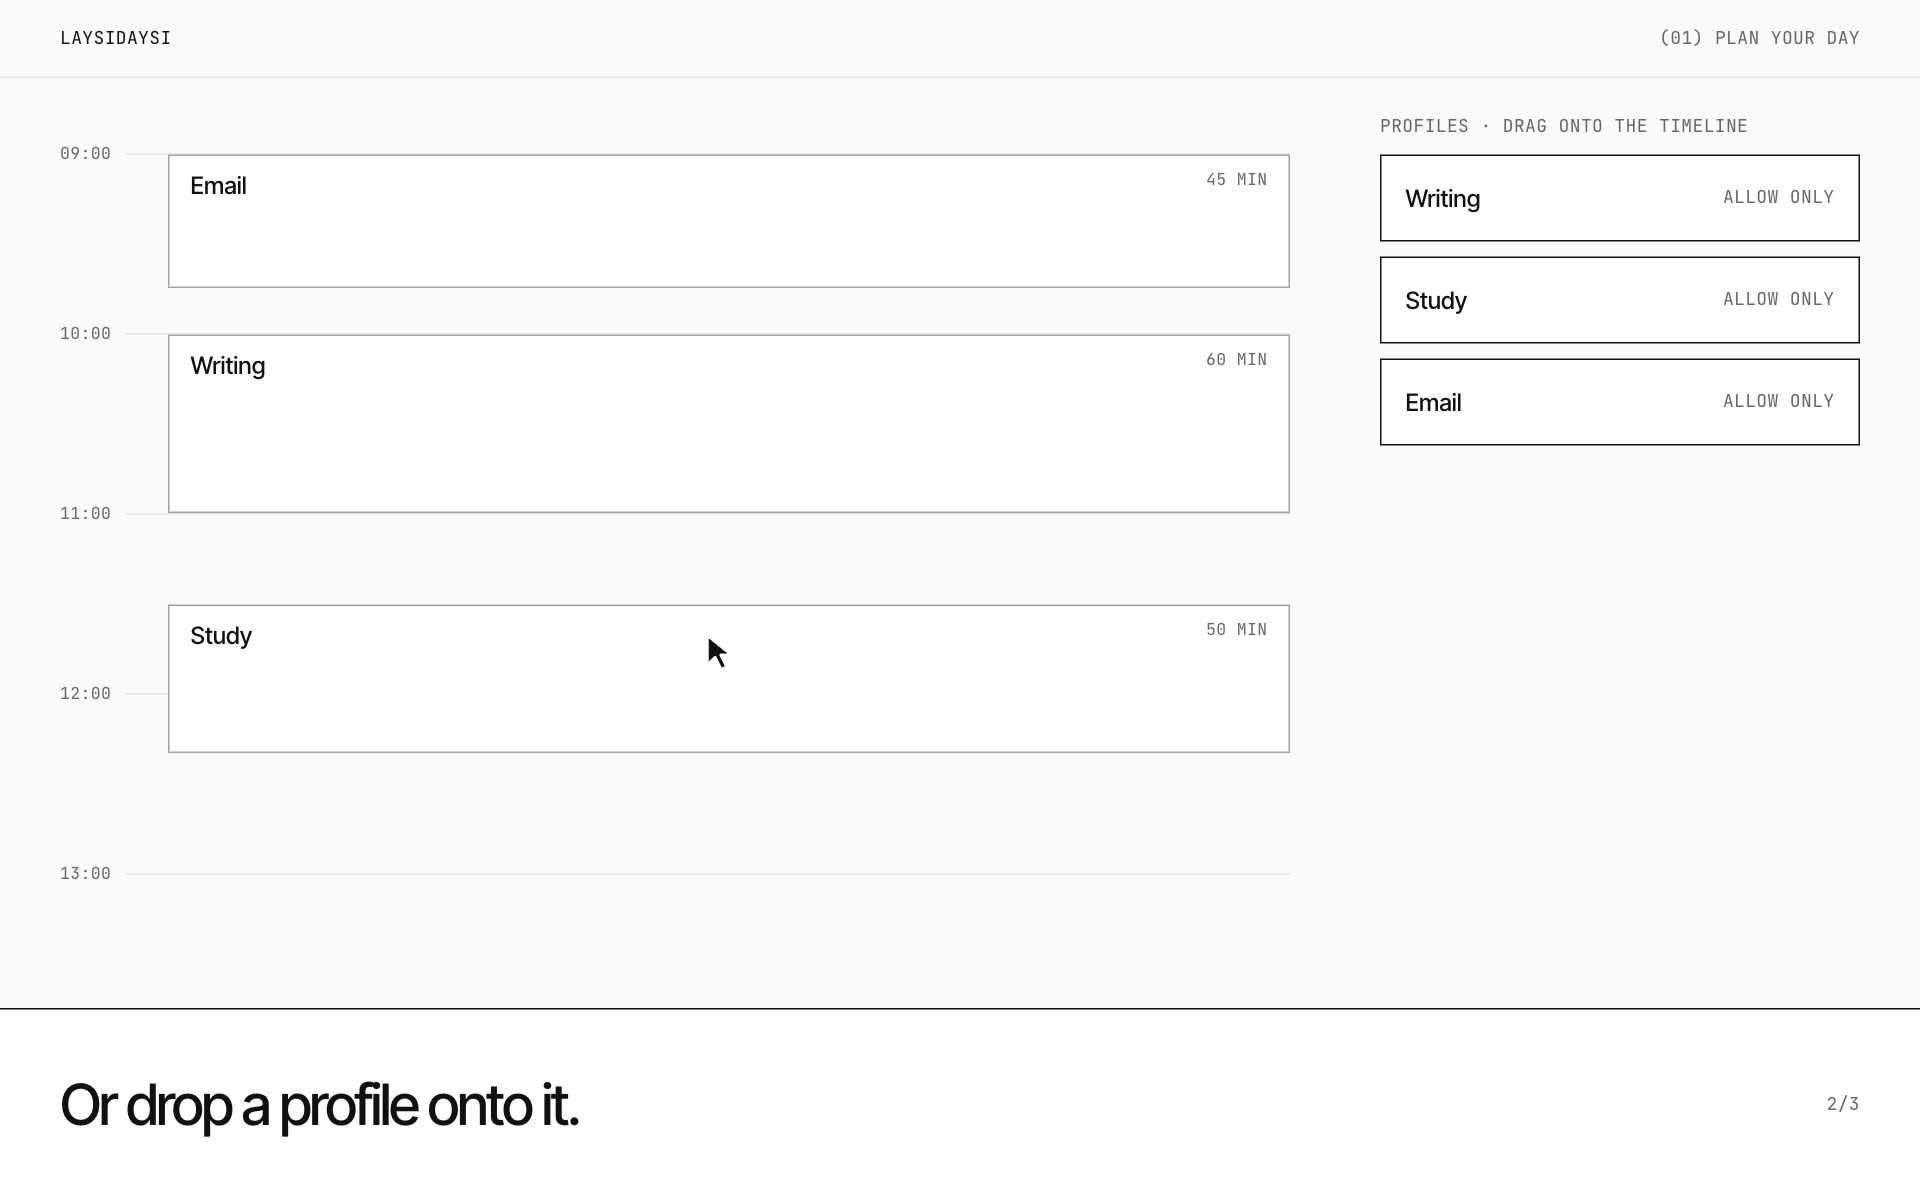 LAYSIDAYSI
(01) PLAN YOUR DAY
PROFILES · DRAG ONTO THE TIMELINE
09:00
Email
45 MIN
10:00
Writing
60 MIN
11:00
Study
50 MIN
12:00
13:00
Writing
ALLOW ONLY
Study
ALLOW ONLY
Email
ALLOW ONLY
Or drop a profile onto it.
2/3